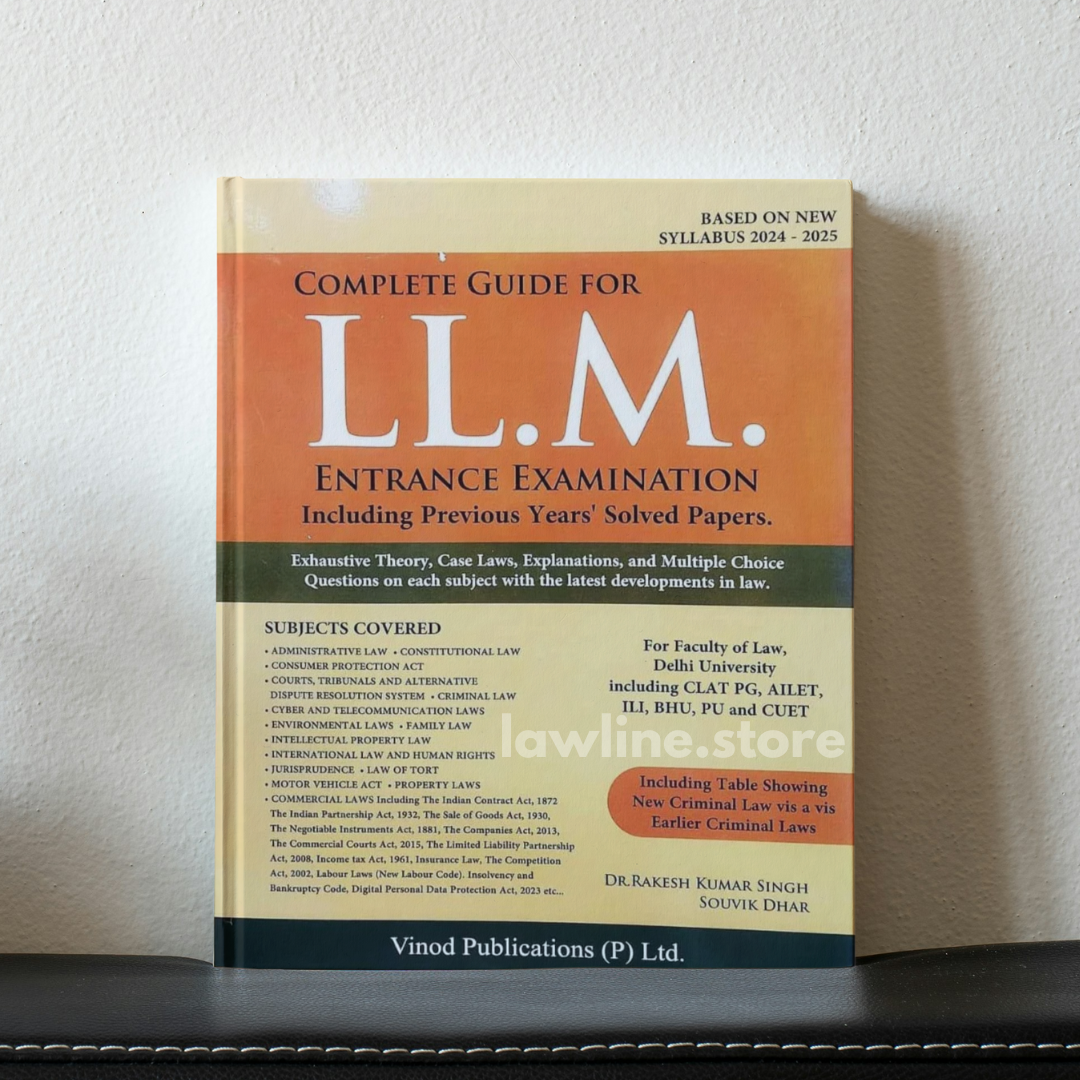 BASED ON NEW
SYLLABUS 2024 - 2025
COMPLETE GUIDE FOR
LL.M.
ENTRANCE EXAMINATION
Including Previous Years' Solved Papers.
Exhaustive Theory, Case Laws, Explanations, and Multiple Choice
Questions on each subject with the latest developments in law.
SUBJECTS COVERED
• ADMINISTRATIVE LAW • CONSTITUTIONAL LAW
• CONSUMER PROTECTION ACT
• COURTS, TRIBUNALS AND ALTERNATIVE
DISPUTE RESOLUTION SYSTEM • CRIMINAL LAW
• CYBER AND TELECOMMUNICATION LAWS
• ENVIRONMENTAL LAWS • FAMILY LAW
• INTELLECTUAL PROPERTY LAW
• INTERNATIONAL LAW AND HUMAN RIGHTS
• JURISPRUDENCE • LAW OF TORT
• MOTOR VEHICLE ACT • PROPERTY LAWS
• COMMERCIAL LAWS Including The Indian Contract Act, 1872
The Indian Partnership Act, 1932, The Sale of Goods Act, 1930,
The Negotiable Instruments Act, 1881, The Companies Act, 2013,
The Commercial Courts Act, 2015, The Limited Liability Partnership
Act, 2008, Income tax Act, 1961, Insurance Law, The Competition
Act, 2002, Labour Laws (New Labour Code). Insolvency and
Bankruptcy Code, Digital Personal Data Protection Act, 2023 etc...
For Faculty of Law,
Delhi University
including CLAT PG, AILET,
ILI, BHU, PU and CUET
lawline.store
Including Table Showing
New Criminal Law vis a vis
Earlier Criminal Laws
DR.RAKESH KUMAR SINGH
SOUVIK DHAR
Vinod Publications (P) Ltd.